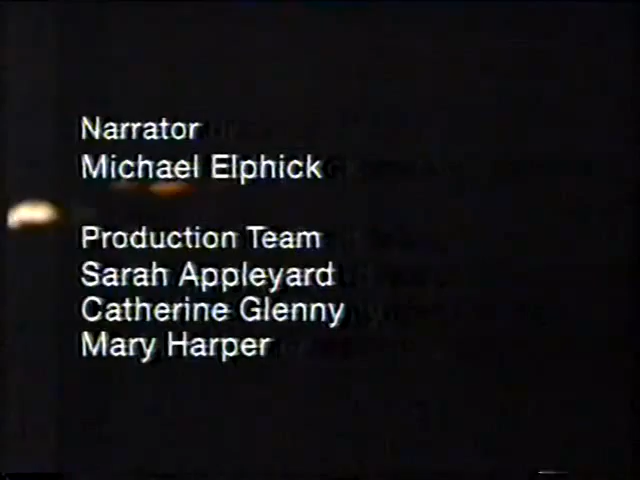 Narrator
Michael Elphick
Production Team
Sarah Appleyard
Catherine Glenny
Mary Harper